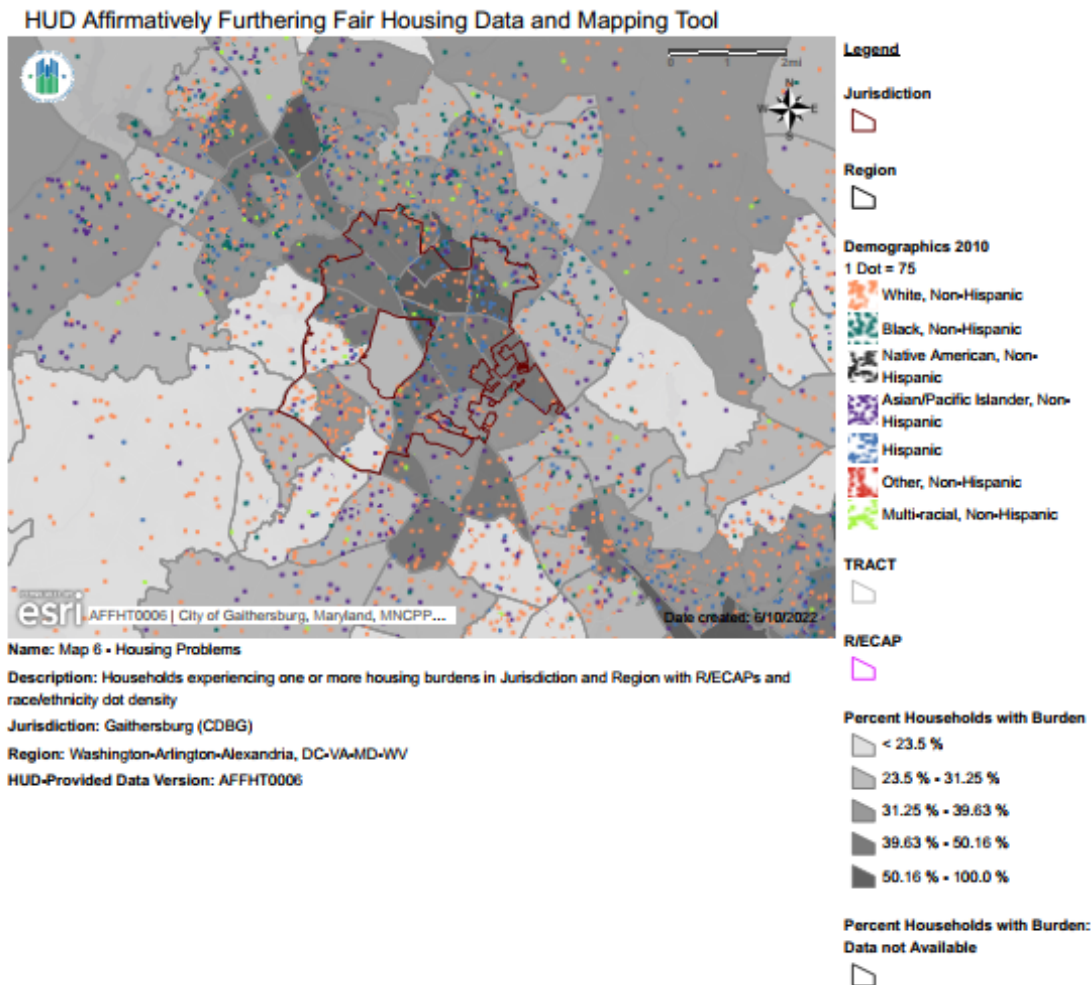 HUD Affirmatively Furthering Fair Housing Data and Mapping Tool
0 1 2mi
N
W E
S
POWERED BY
esri
AFFHT0006 | City of Gaithersburg, Maryland, MNCPP...
Date created: 6/10/2022
Name: Map 6 - Housing Problems
Description: Households experiencing one or more housing burdens in Jurisdiction and Region with R/ECAPs and
race/ethnicity dot density
Jurisdiction: Gaithersburg (CDBG)
Region: Washington-Arlington-Alexandria, DC-VA-MD-WV
HUD-Provided Data Version: AFFHT0006
Legend
Jurisdiction
Region
Demographics 2010
1 Dot = 75
White, Non-Hispanic
Black, Non-Hispanic
Native American, Non-
Hispanic
Asian/Pacific Islander, Non-
Hispanic
Hispanic
Other, Non-Hispanic
Multi-racial, Non-Hispanic
TRACT
R/ECAP
Percent Households with Burden
< 23.5 %
23.5 % - 31.25 %
31.25 % - 39.63 %
39.63 % - 50.16 %
50.16 % - 100.0 %
Percent Households with Burden:
Data not Available